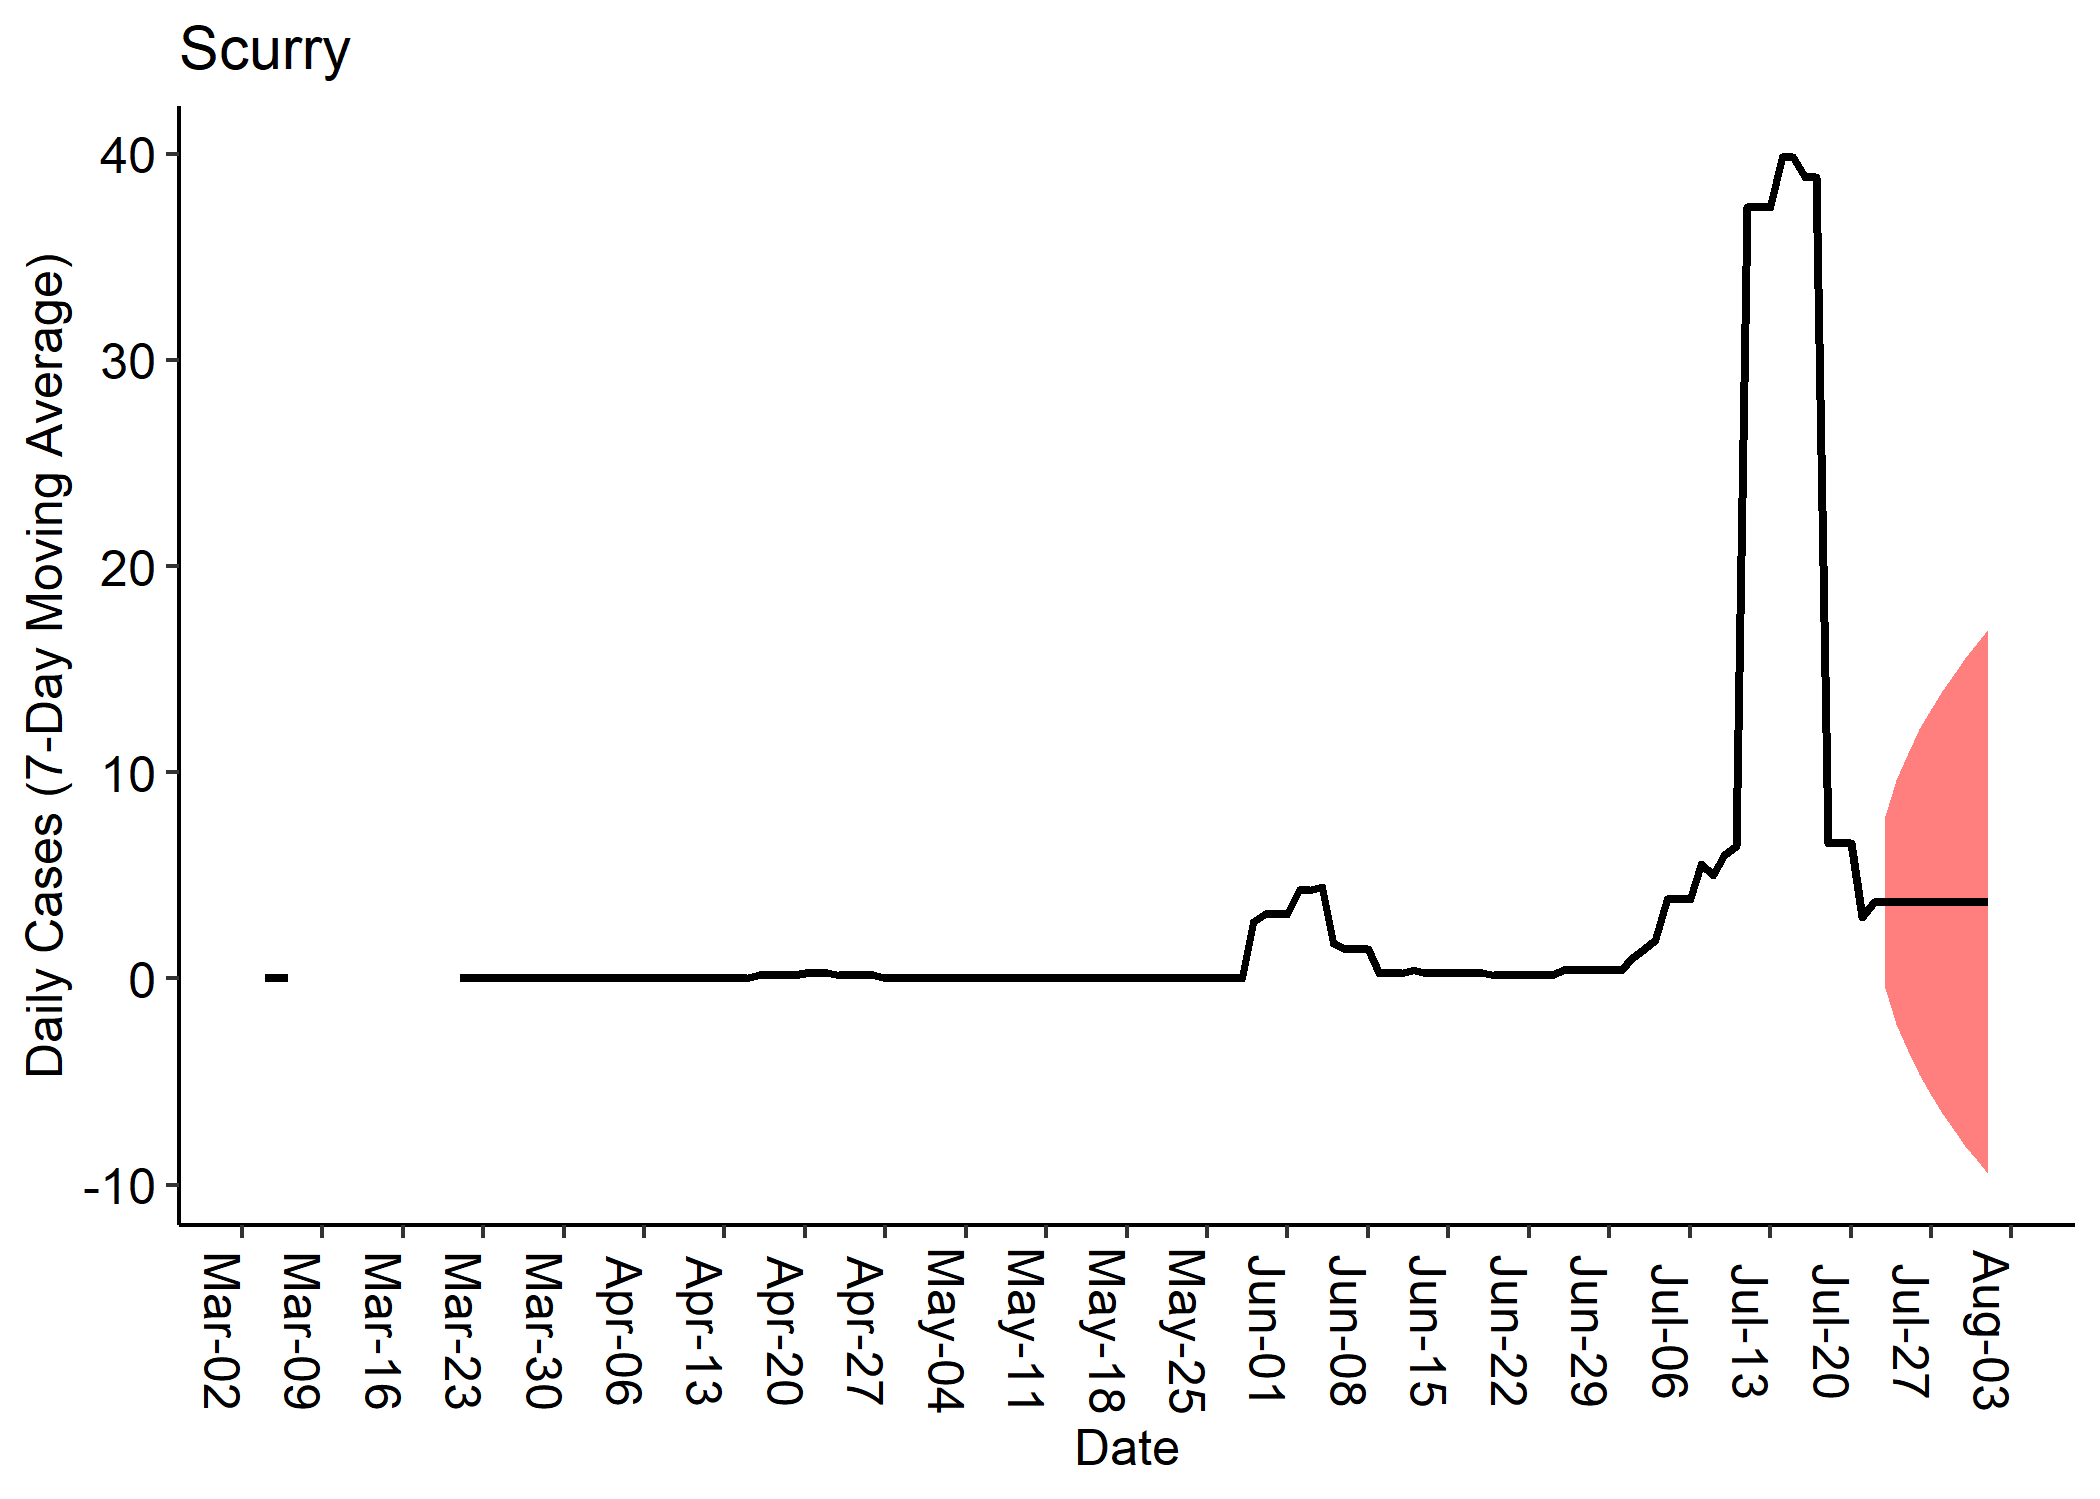 Scurry
Daily Cases (7-Day Moving Average)
40
30
20
10
0
-10
Mar-02
Mar-09
Mar-16
Mar-23
Mar-30
Apr-06
Apr-13
Apr-20
Apr-27
May-04
May-11
May-18
May-25
Jun-01
Jun-08
Jun-15
Jun-22
Jun-29
Jul-06
Jul-13
Jul-20
Jul-27
Aug-03
Date